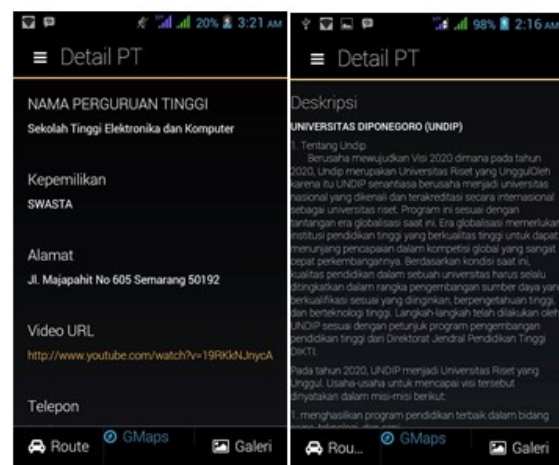 20% 3:21 AM
Detail PT
NAMA PERGURUAN TINGGI
Sekolah Tinggi Elektronika dan Komputer
Kepemilikan
SWASTA
Alamat
Jl. Majapahit No 605 Semarang 50192
Video URL
http://www.youtube.com/watch?v=19RKkNJnycA
Telepon
Route
GMaps
Galeri
98% 2:16 AM
Detail PT
Deskripsi
UNIVERSITAS DIPONEGORO (UNDIP)
1. Tentang Undip
Berusaha mewujudkan Visi 2020 dimana pada tahun
2020, Undip merupakan Universitas Riset yang UnggulOleh
karena itu UNDIP senantiasa berusaha menjadi universitas
nasional yang dikenali dan terakreditasi secara internasional
sebagai universitas riset. Program ini sesuai dengan
tantangan era globalisasi saat ini. Era globalisasi memerlukan
institusi pendidikan tinggi yang berkualitas tinggi untuk dapat
menunjang pencapaian dalam kompetisi global yang sangat
cepat perkembangannya. Berdasarkan kondisi saat ini,
kualitas pendidikan dalam sebuah universitas harus selalu
ditingkatkan dalam rangka pengembangan sumber daya yang
berkualifikasi sesuai yang diinginkan, berpengetahuan tinggi,
dan berteknologi tinggi. Langkah-langkah telah dilakukan oleh
UNDIP sesuai dengan petunjuk program pengembangan
pendidikan tinggi dari Direktorat Jendral Pendidikan Tinggi
DIKTI.
Pada tahun 2020, UNDIP menjadi Universitas Riset yang
Unggul. Usaha-usaha untuk mencapai visi tersebut
dinyatakan dalam misi-misi berikut:
1. menghasilkan program pendidikan terbaik dalam bidang
Rou...
GMaps
Galeri